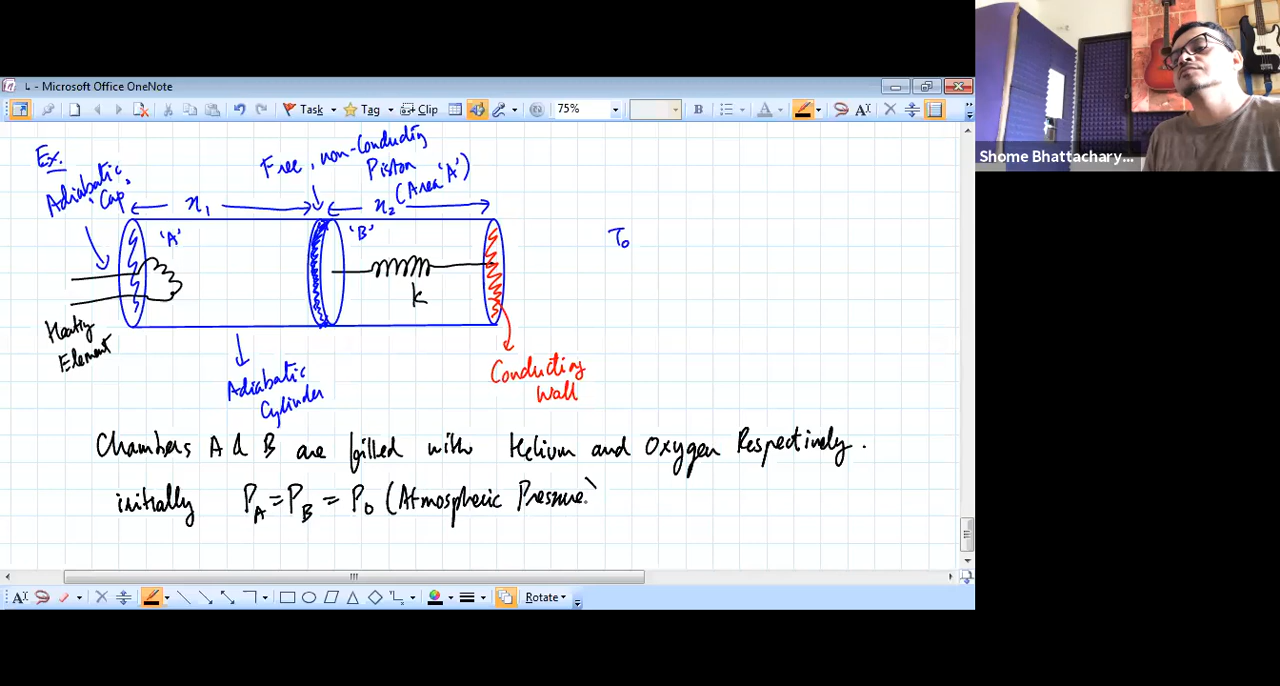 L - Microsoft Office OneNote
Task Tag Clip 75% B A
Ex.
Adiabatic
Cap.
Free, non-Conducting
Piston
(Area 'A')
x1
x2
'A'
'B'
T0
k
Heating
Element
Adiabatic
Cylinder
Conducting
Wall
Chambers A & B are filled with Helium and Oxygen Respectively.
initially PA = PB = P0 (Atmospheric Pressure)
Rotate
Shome Bhattachary...